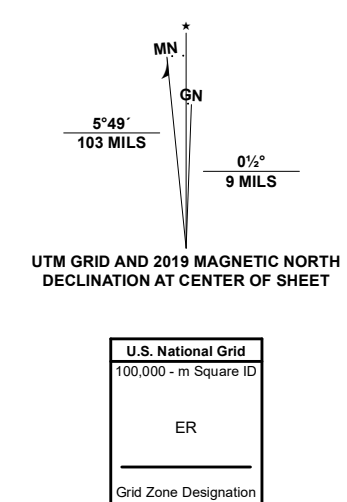 ★
MN
GN
5°49´
103 MILS
0½°
9 MILS
UTM GRID AND 2019 MAGNETIC NORTH
DECLINATION AT CENTER OF SHEET
U.S. National Grid
100,000 - m Square ID
ER
Grid Zone Designation